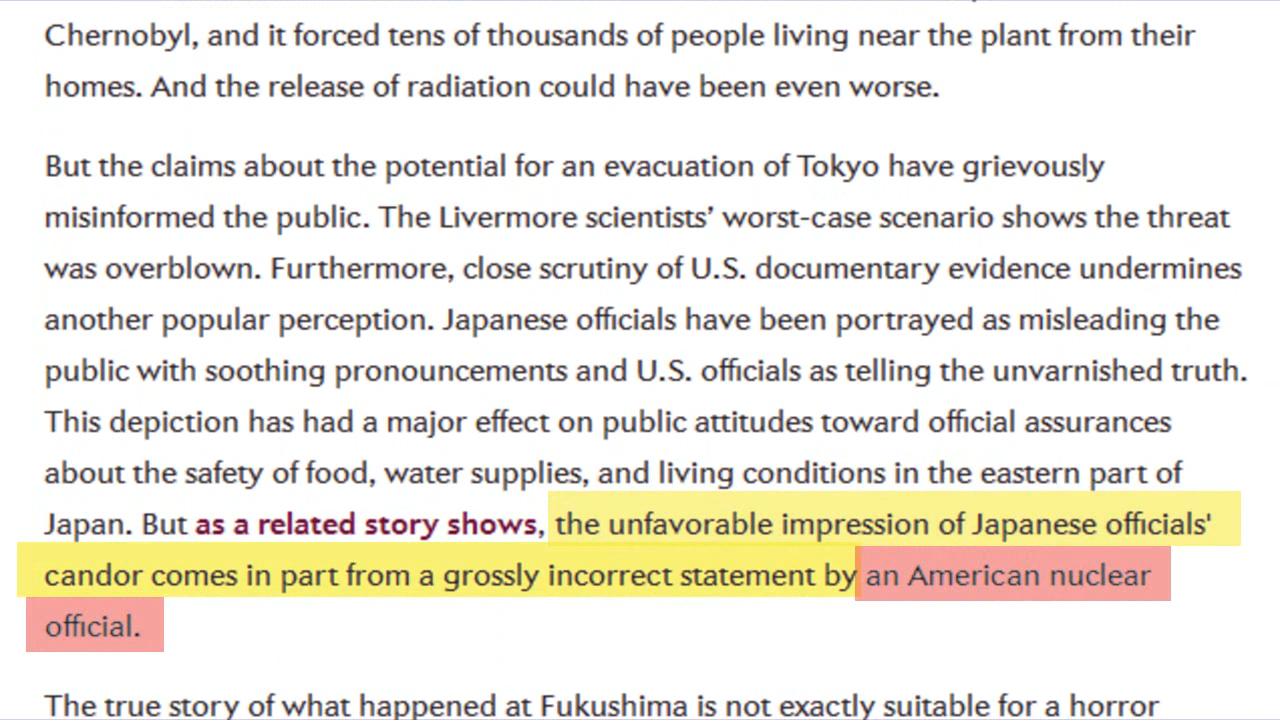 Chernobyl, and it forced tens of thousands of people living near the plant from their
homes. And the release of radiation could have been even worse.
But the claims about the potential for an evacuation of Tokyo have grievously
misinformed the public. The Livermore scientists’ worst-case scenario shows the threat
was overblown. Furthermore, close scrutiny of U.S. documentary evidence undermines
another popular perception. Japanese officials have been portrayed as misleading the
public with soothing pronouncements and U.S. officials as telling the unvarnished truth.
This depiction has had a major effect on public attitudes toward official assurances
about the safety of food, water supplies, and living conditions in the eastern part of
Japan. But as a related story shows, the unfavorable impression of Japanese officials'
candor comes in part from a grossly incorrect statement by an American nuclear
official.
The true story of what happened at Fukushima is not exactly suitable for a horror